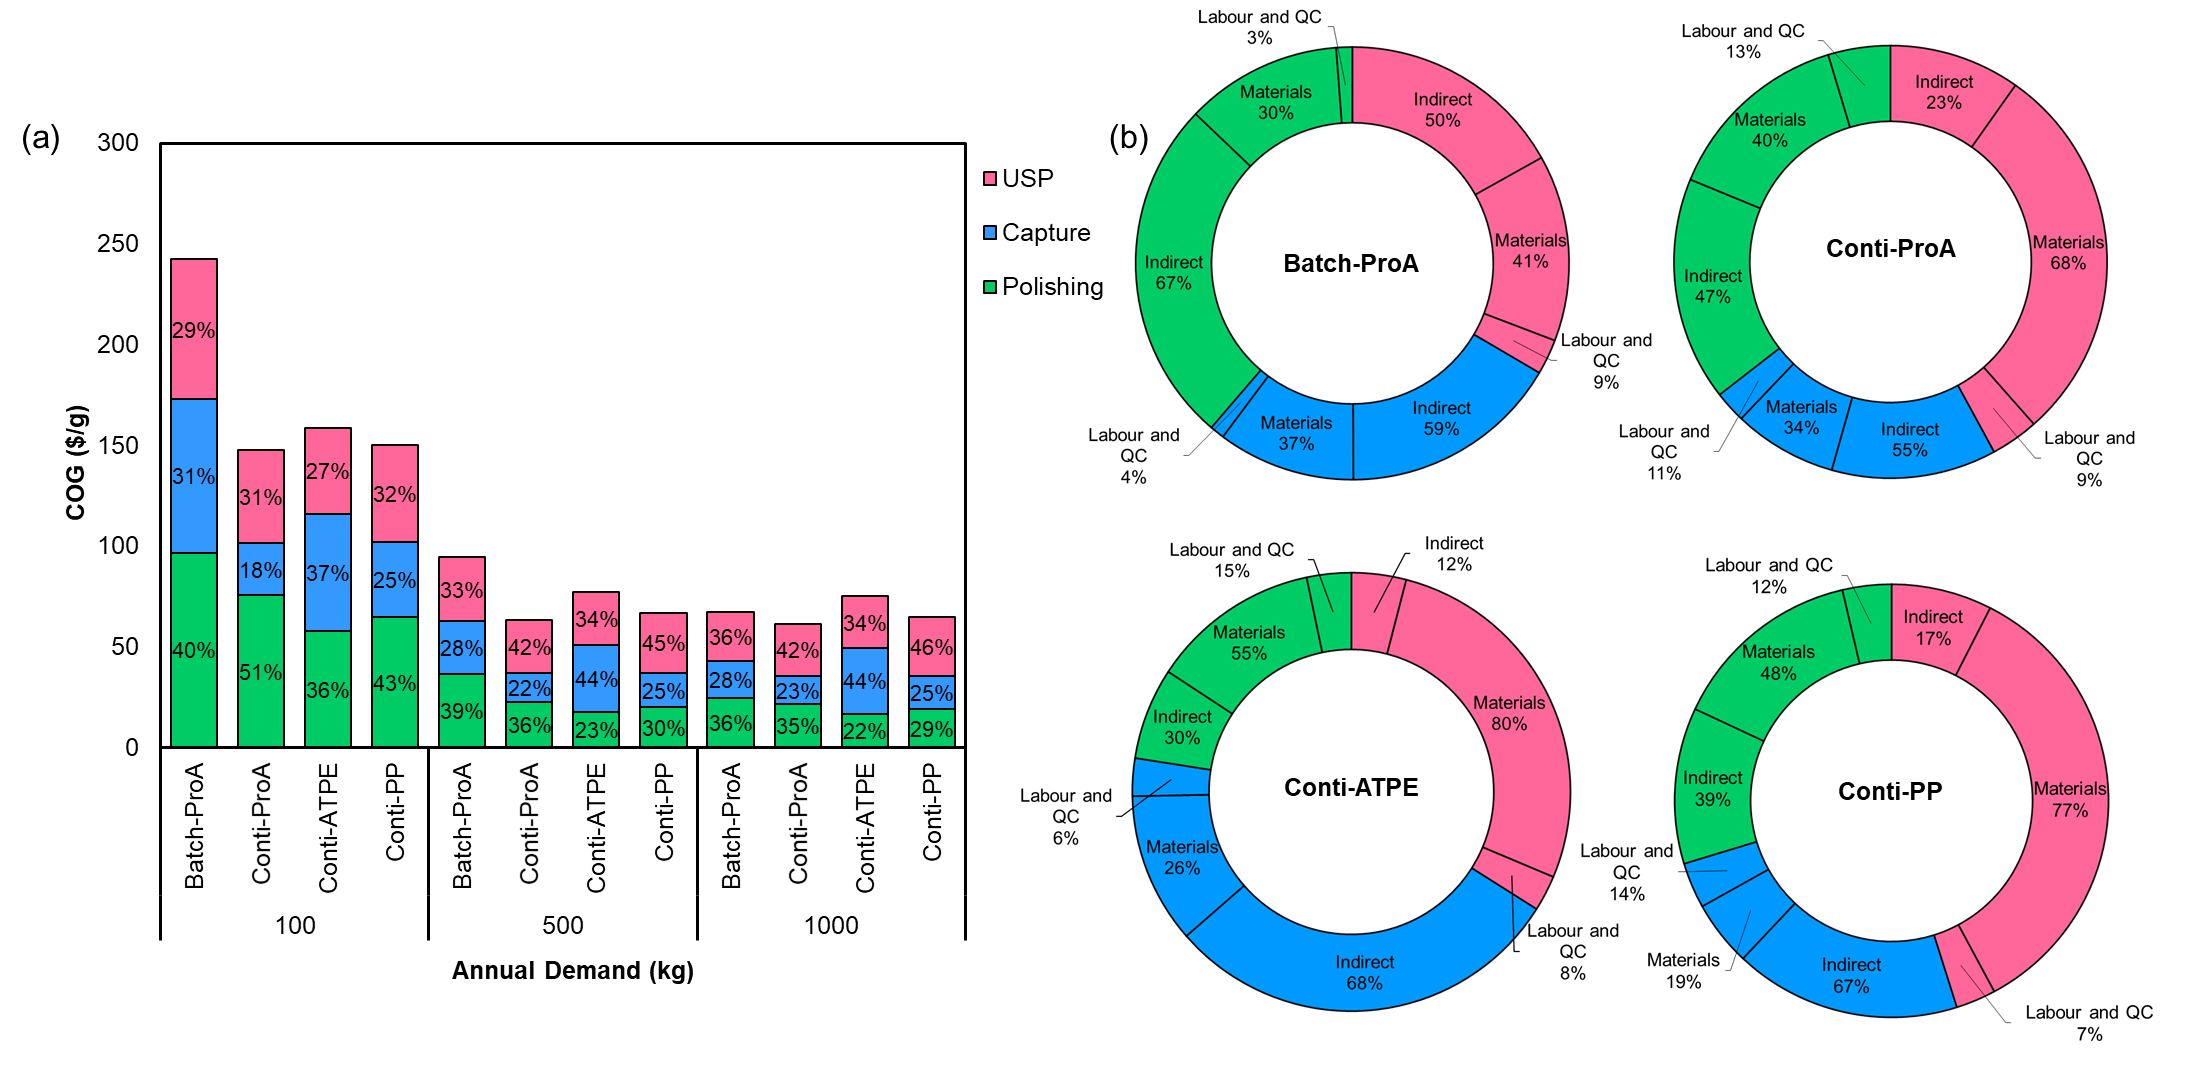 (a)
300
250
200
150
100
50
0
COG ($/g)
29%
31%
40%
31%
18%
51%
27%
37%
36%
32%
25%
43%
33%
28%
39%
42%
22%
36%
34%
44%
23%
45%
25%
30%
36%
28%
36%
42%
23%
35%
34%
44%
22%
46%
25%
29%
Batch-ProA
Conti-ProA
Conti-ATPE
Conti-PP
Batch-ProA
Conti-ProA
Conti-ATPE
Conti-PP
Batch-ProA
Conti-ProA
Conti-ATPE
Conti-PP
100
500
1000
Annual Demand (kg)
USP
Capture
Polishing
(b)
Batch-ProA
Indirect
50%
Materials
41%
Labour and
QC
9%
Indirect
59%
Materials
37%
Labour and
QC
4%
Indirect
67%
Materials
30%
Labour and QC
3%
Conti-ProA
Indirect
23%
Materials
68%
Labour and
QC
9%
Indirect
55%
Materials
34%
Labour and
QC
11%
Indirect
47%
Materials
40%
Labour and QC
13%
Conti-ATPE
Indirect
12%
Materials
80%
Labour and
QC
8%
Indirect
68%
Materials
26%
Labour and
QC
6%
Indirect
30%
Materials
55%
Labour and QC
15%
Conti-PP
Indirect
17%
Materials
77%
Labour and QC
7%
Indirect
67%
Materials
19%
Labour and
QC
14%
Indirect
39%
Materials
48%
Labour and QC
12%